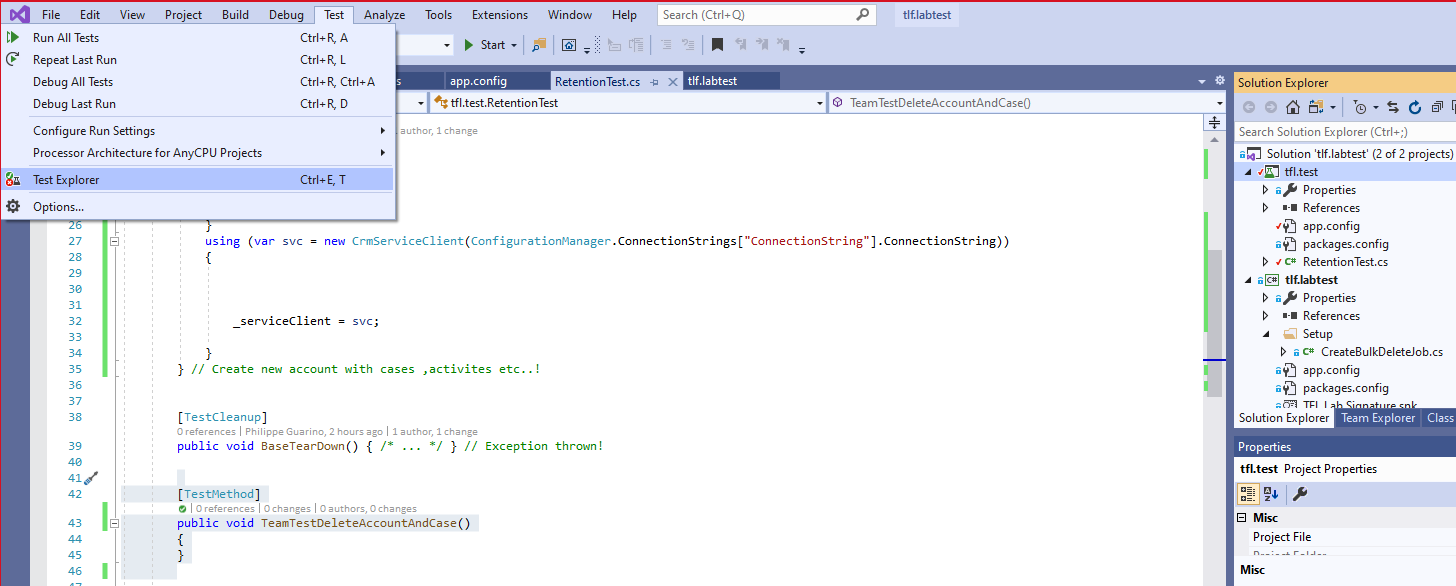 File Edit View Project Build Debug Test Analyze Tools Extensions Window Help Search (Ctrl+Q) tfl.labtest
Run All Tests Ctrl+R, A
Repeat Last Run Ctrl+R, L
Debug All Tests Ctrl+R, Ctrl+A
Debug Last Run Ctrl+R, D
Configure Run Settings
Processor Architecture for AnyCPU Projects
Test Explorer Ctrl+E, T
Options...
Start
s app.config RetentionTest.cs tlf.labtest
tfl.test.RetentionTest TeamTestDeleteAccountAndCase()
author, 1 change
26 }
27 using (var svc = new CrmServiceClient(ConfigurationManager.ConnectionStrings["ConnectionString"].ConnectionString))
28 {
29
30
31
32 _serviceClient = svc;
33
34 }
35 } // Create new account with cases ,activites etc..!
36
37
38 [TestCleanup]
0 references | Philippe Guarino, 2 hours ago | 1 author, 1 change
39 public void BaseTearDown() { /* ... */ } // Exception thrown!
40
41
42 [TestMethod]
| 0 references | 0 changes | 0 authors, 0 changes
43 public void TeamTestDeleteAccountAndCase()
44 {
45 }
46
Solution Explorer
Search Solution Explorer (Ctrl+;)
Solution 'tlf.labtest' (2 of 2 projects)
tfl.test
Properties
References
app.config
packages.config
C# RetentionTest.cs
C# tlf.labtest
Properties
References
Setup
C# CreateBulkDeleteJob.cs
app.config
packages.config
TFL Lab Signature.snk
Solution Explorer Team Explorer Class
Properties
tfl.test Project Properties
Misc
Project File
Project Folder
Misc